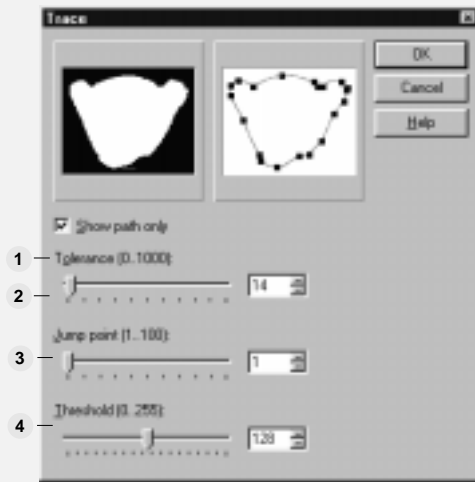 Trace
OK
Cancel
Help
Show path only
1
Tolerance (0..1000):
2
14
Jump point (1..100):
3
1
Threshold (0..255):
4
128